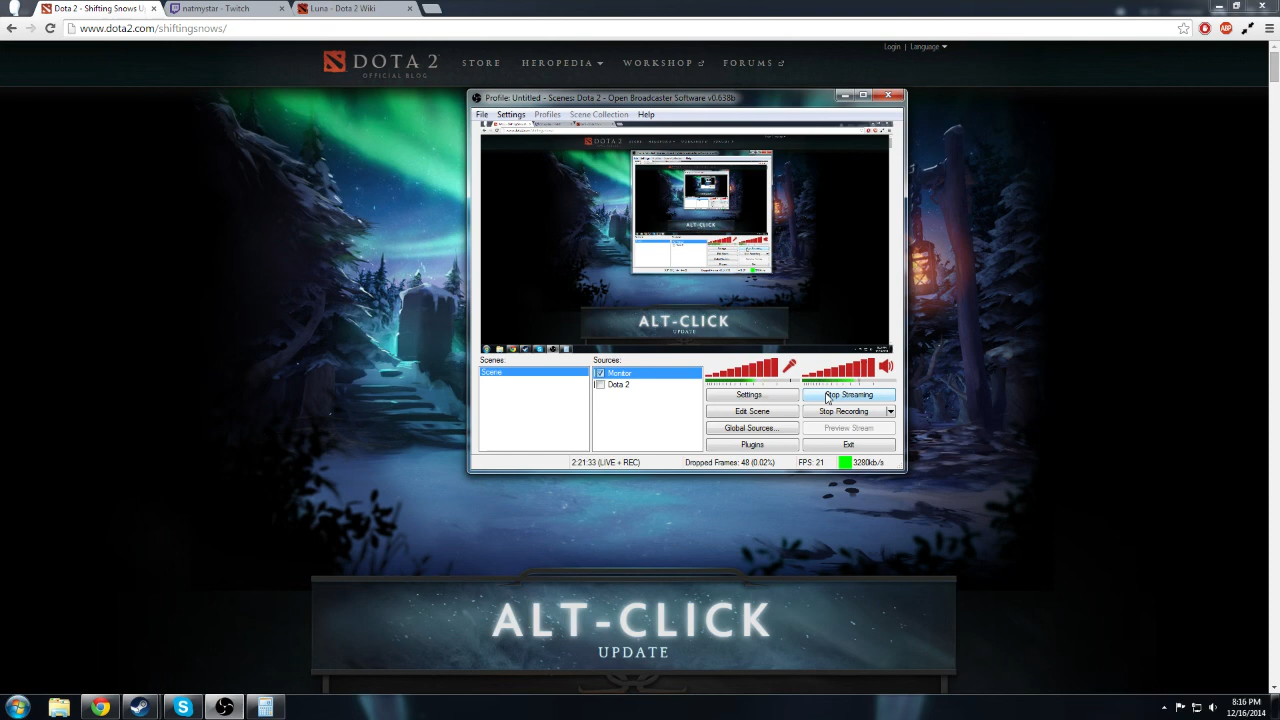 Dota 2 - Shifting Snows U
natmystar - Twitch
Luna - Dota 2 Wiki
www.dota2.com/shiftingsnows/
ABP
Login | Language
DOTA 2
OFFICIAL BLOG
STORE
HEROPEDIA
WORKSHOP
FORUMS
Profile: Untitled - Scenes: Dota 2 - Open Broadcaster Software v0.638b
File Settings Profiles Scene Collection Help
ALT-CLICK
ALT-CLICK
UPDATE
Scenes:
Sources:
Scene
Monitor
Dota 2
Settings...
Stop Streaming
Edit Scene
Stop Recording
Global Sources...
Preview Stream
Plugins
Exit
2:21:33 (LIVE + REC)
Dropped Frames: 48 (0.02%)
FPS: 21
3280kb/s
ALT-CLICK
UPDATE
8:16 PM
12/16/2014